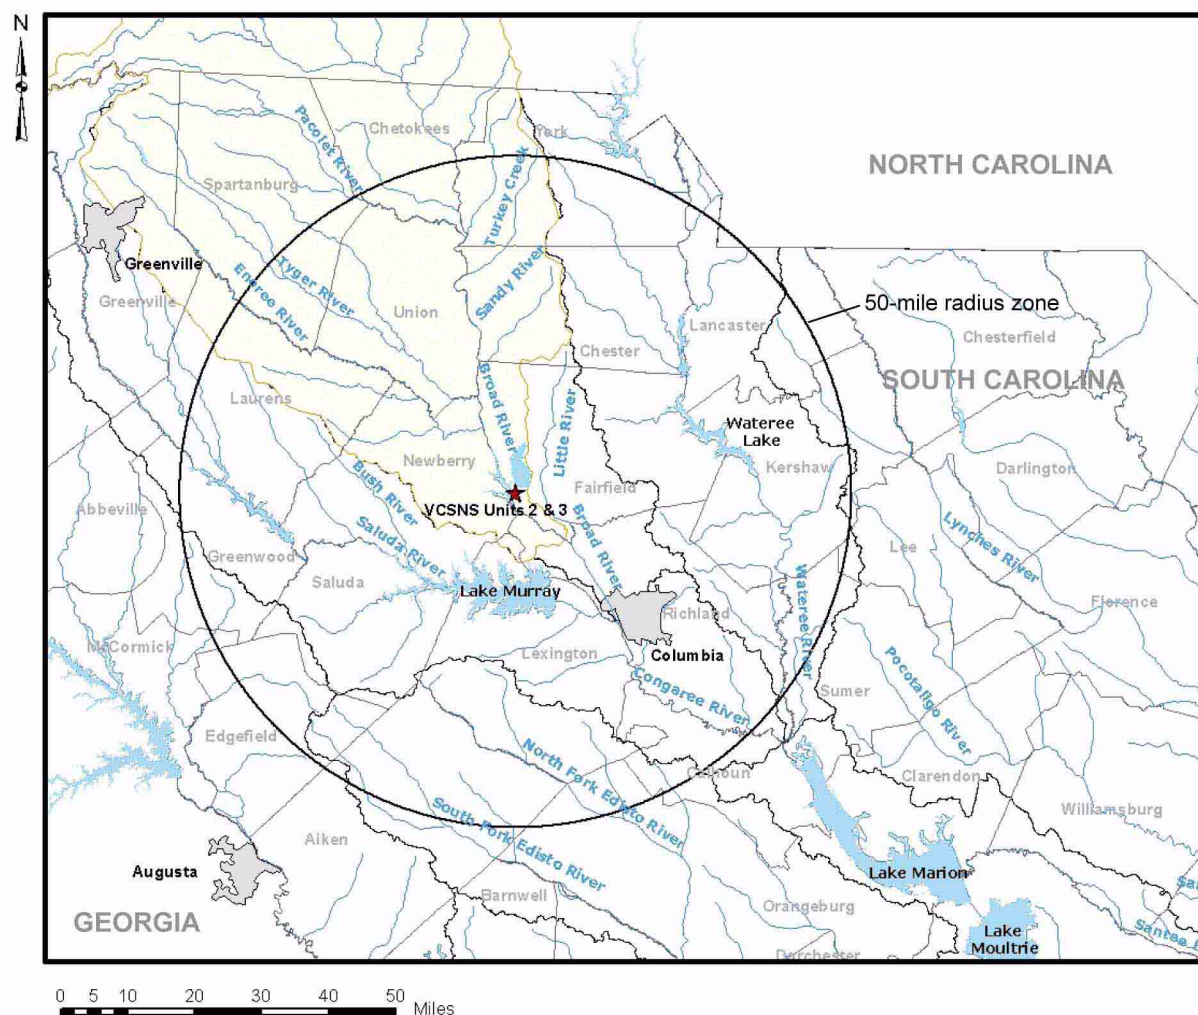 N
Pacolet River
Chetokees
York
NORTH CAROLINA
Spartanburg
Turkey Creek
Greenville
Greenville
Tyger River
Enoree River
Sandy River
Union
50-mile radius zone
Lancaster
Chesterfield
Chester
SOUTH CAROLINA
Laurens
Broad River
Little River
Wateree
Lake
Newberry
Kershaw
Darlington
Bush River
Fairfield
Abbeville
VCSNS Units 2 & 3
Saluda River
Broad River
Lynches River
Greenwood
Lee
Saluda
Lake Murray
Wateree River
Richland
Florence
McCormick
Lexington
Columbia
Congaree River
Sumer
Pocotaligo River
Edgefield
North Fork Edisto River
Calhoun
Clarendon
Williamsburg
South Fork Edisto River
Aiken
Augusta
Lake Marion
Barnwell
Orangeburg
GEORGIA
Lake
Moultrie
Santee
Dorchester
0 5 10 20 30 40 50
Miles